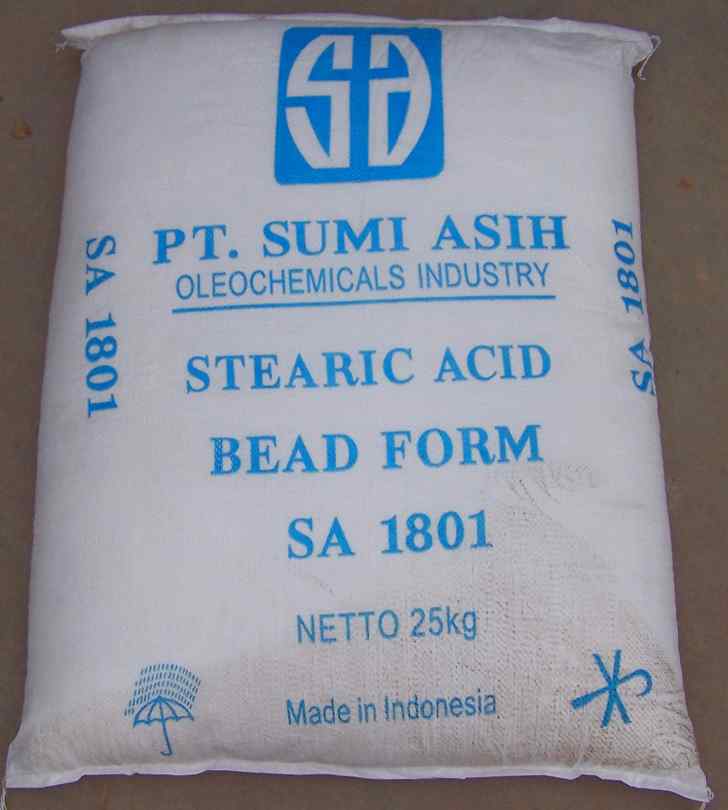 SA
PT. SUMI ASIH
OLEOCHEMICALS INDUSTRY
STEARIC ACID
BEAD FORM
SA 1801
NETTO 25kg
Made in Indonesia
SA 1801
SA 1801